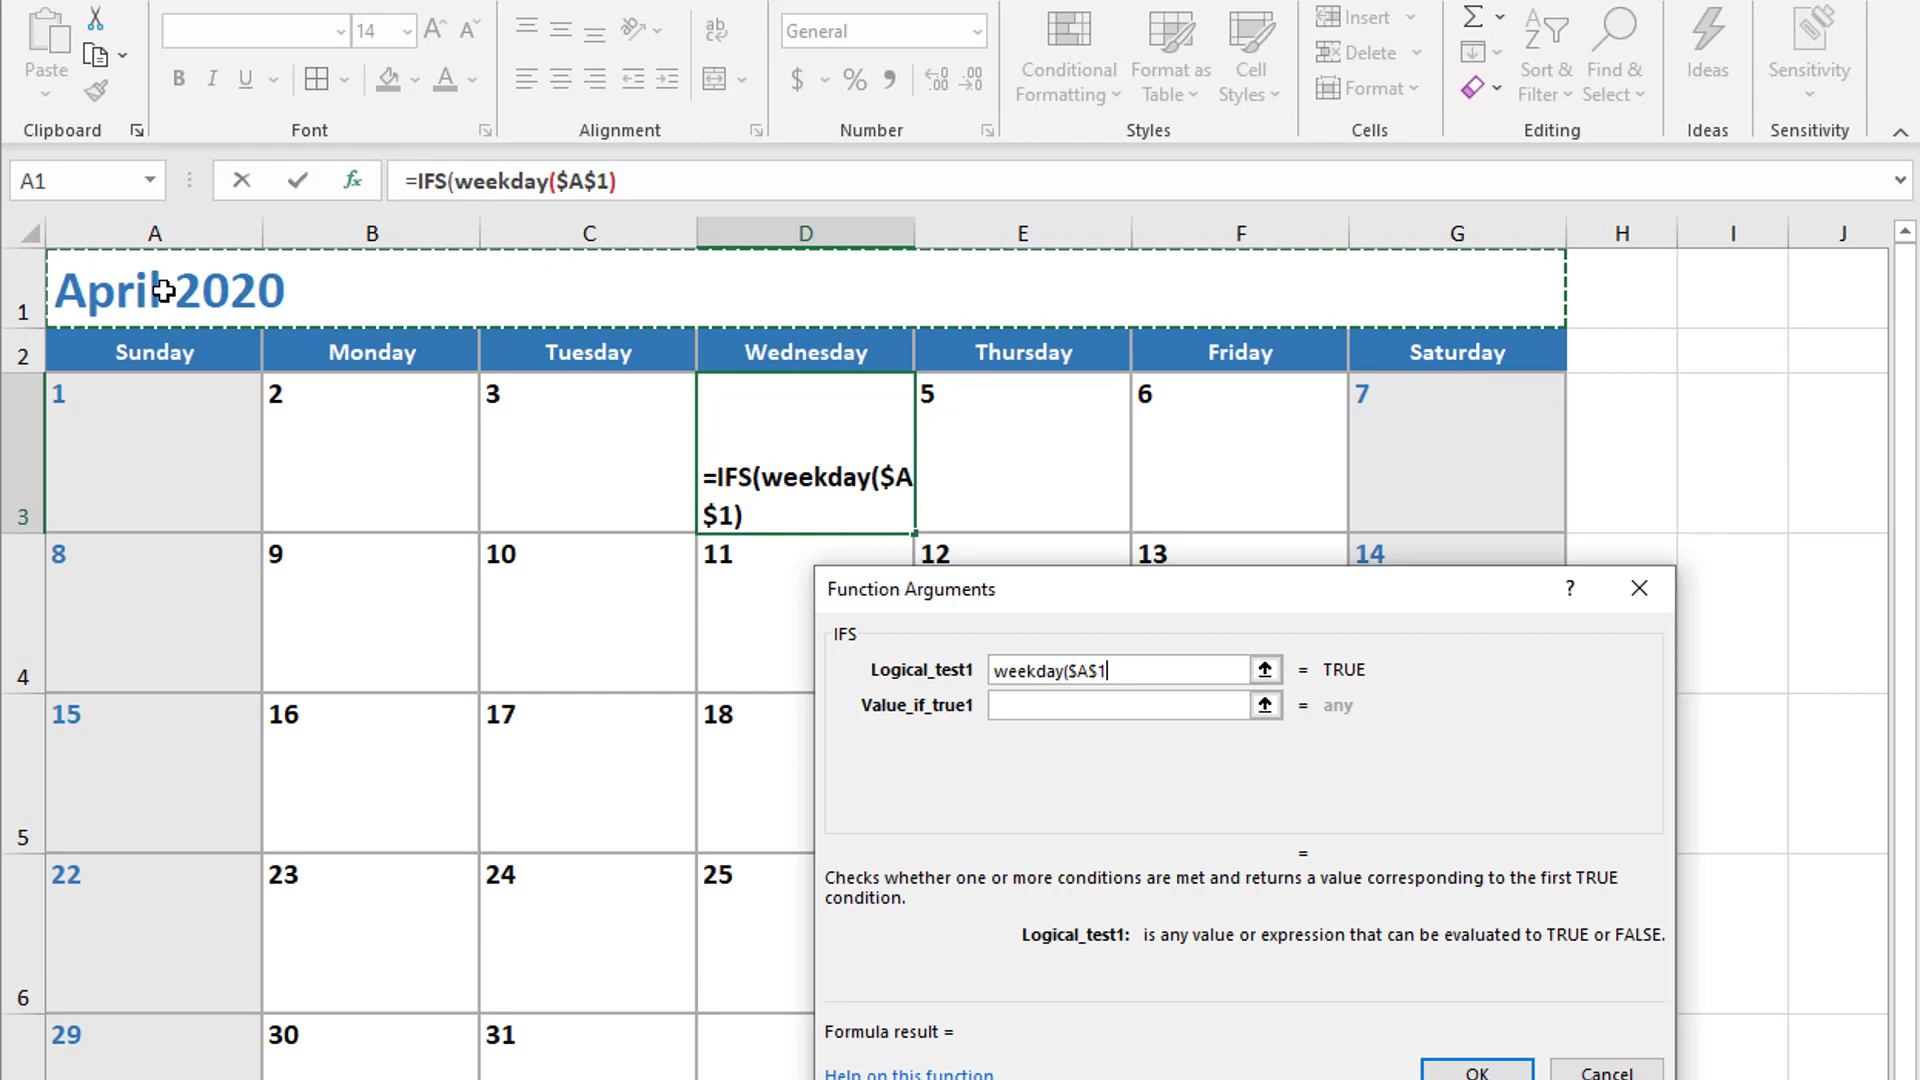 14 A^ Aˇ ab General Insert Σ
B I U A $ % 9 .00 .00 Delete A Z
Paste Conditional Format as Cell Format Sort & Find & Ideas Sensitivity
Formatting Table Styles Filter Select
Clipboard Font Alignment Number Styles Cells Editing Ideas Sensitivity
A1 fx =IFS(weekday($A$1)
A B C D E F G H I J
1 April 2020
2 Sunday Monday Tuesday Wednesday Thursday Friday Saturday
1 2 3 5 6 7
=IFS(weekday($A
3 $1)
8 9 10 11 12 13 14
Function Arguments ?
IFS
Logical_test1 weekday($A$1 = TRUE
4
Value_if_true1 = any
15 16 17 18
5
=
22 23 24 25
Checks whether one or more conditions are met and returns a value corresponding to the first TRUE
condition.
Logical_test1: is any value or expression that can be evaluated to TRUE or FALSE.
6
29 30 31
Formula result =
Help on this function OK Cancel